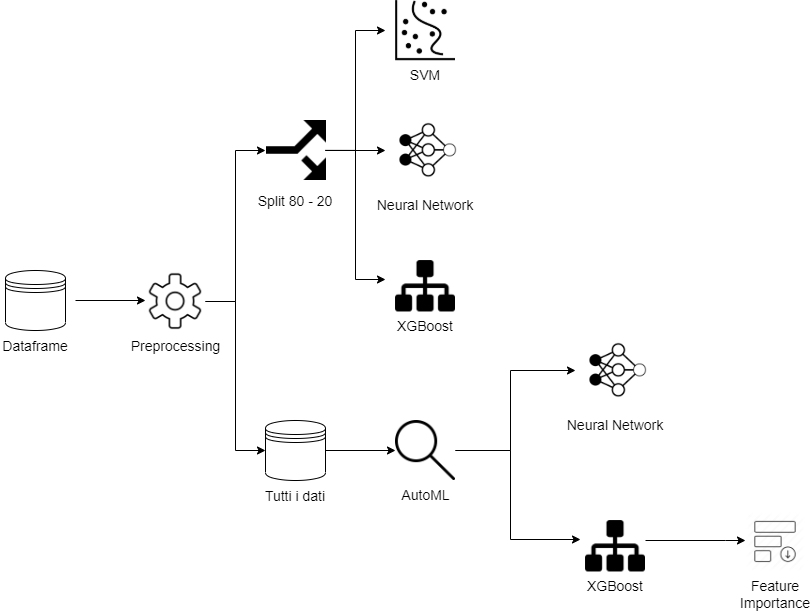 SVM
Split 80 - 20
Neural Network
XGBoost
Dataframe
Preprocessing
Neural Network
Tutti i dati
AutoML
XGBoost
Feature
Importance